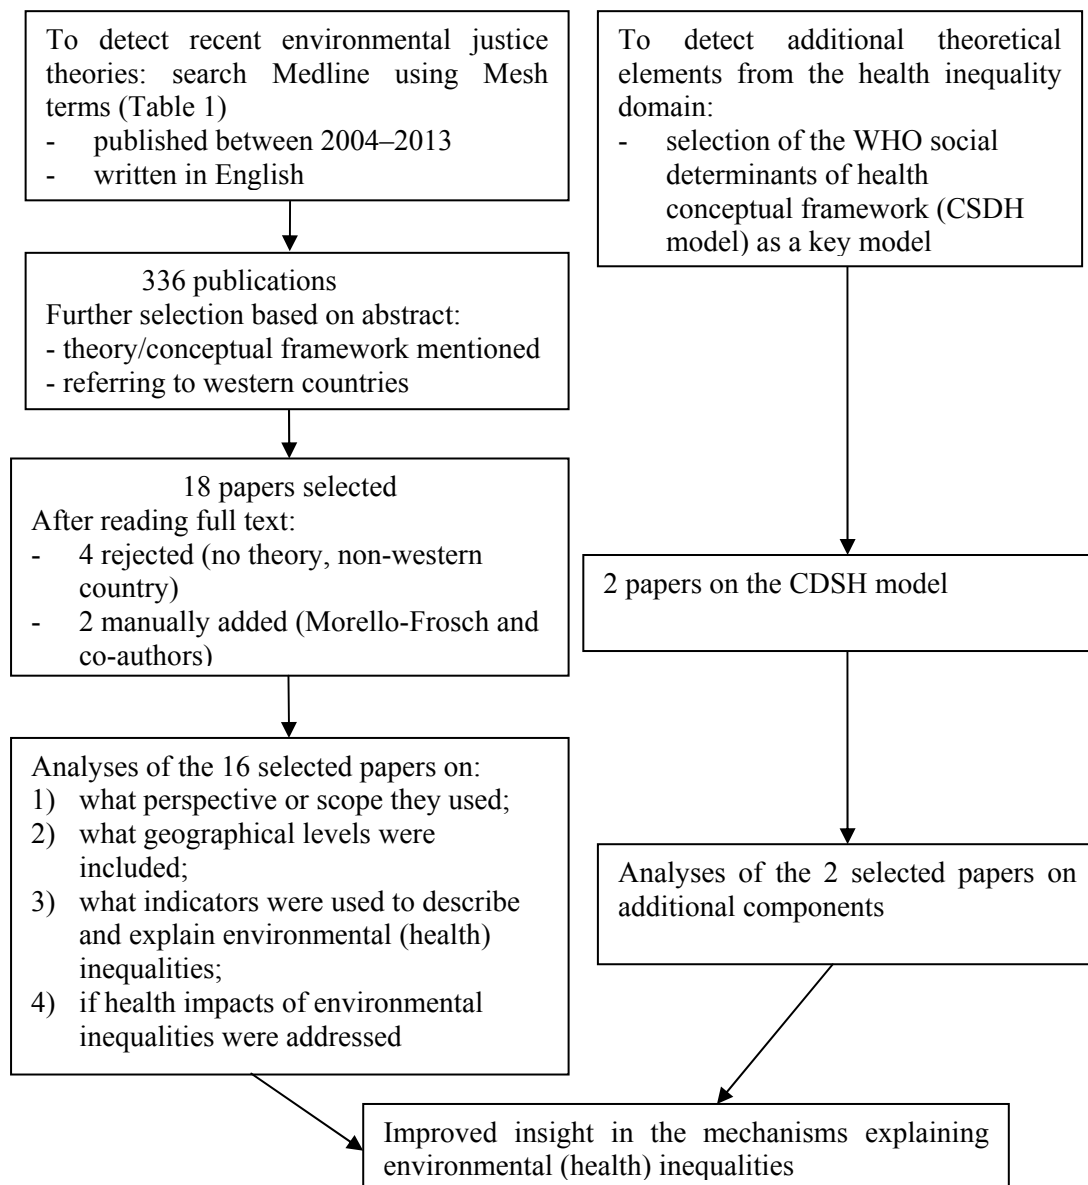 To detect recent environmental justice
theories: search Medline using Mesh
terms (Table 1)
- published between 2004–2013
- written in English
336 publications
Further selection based on abstract:
- theory/conceptual framework mentioned
- referring to western countries
18 papers selected
After reading full text:
- 4 rejected (no theory, non-western
country)
- 2 manually added (Morello-Frosch and
co-authors)
Analyses of the 16 selected papers on:
1) what perspective or scope they used;
2) what geographical levels were
included;
3) what indicators were used to describe
and explain environmental (health)
inequalities;
4) if health impacts of environmental
inequalities were addressed
To detect additional theoretical
elements from the health inequality
domain:
- selection of the WHO social
determinants of health
conceptual framework (CSDH
model) as a key model
2 papers on the CDSH model
Analyses of the 2 selected papers on
additional components
Improved insight in the mechanisms explaining
environmental (health) inequalities